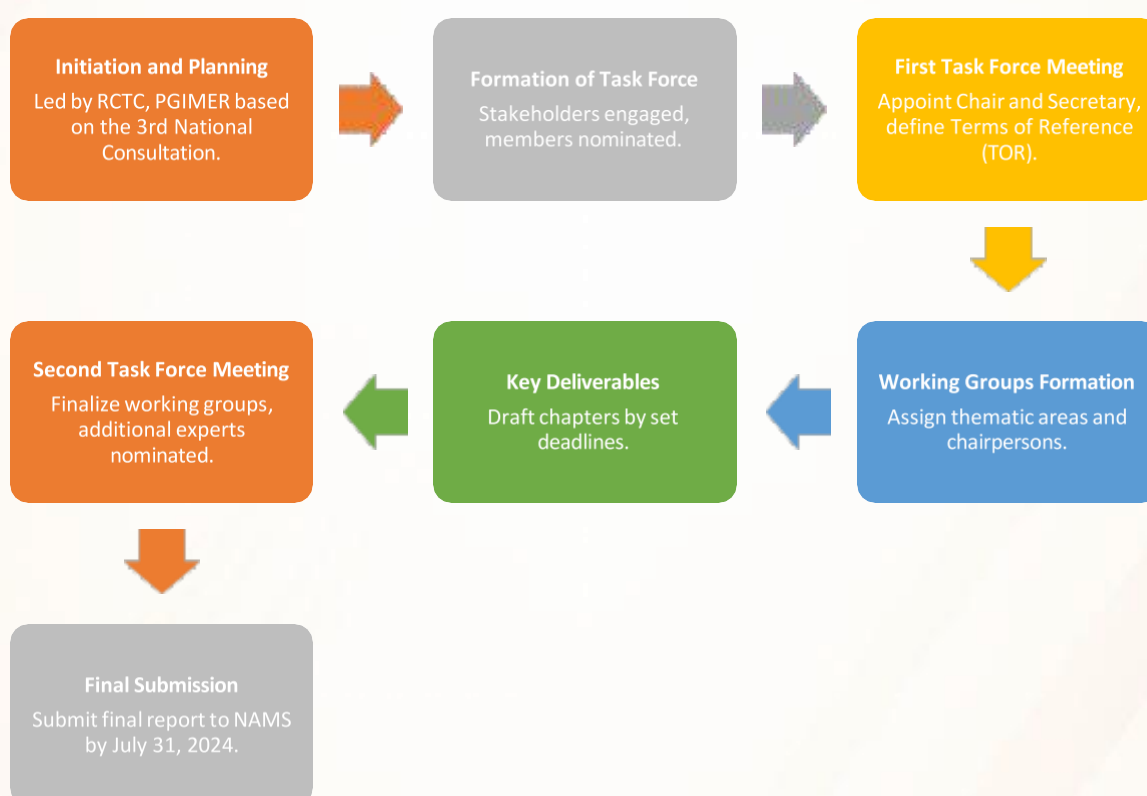 Initiation and Planning
Led by RCTC, PGIMER based
on the 3rd National
Consultation.
Formation of Task Force
Stakeholders engaged,
members nominated.
First Task Force Meeting
Appoint Chair and Secretary,
define Terms of Reference
(TOR).
Working Groups Formation
Assign thematic areas and
chairpersons.
Key Deliverables
Draft chapters by set
deadlines.
Second Task Force Meeting
Finalize working groups,
additional experts
nominated.
Final Submission
Submit final report to NAMS
by July 31, 2024.